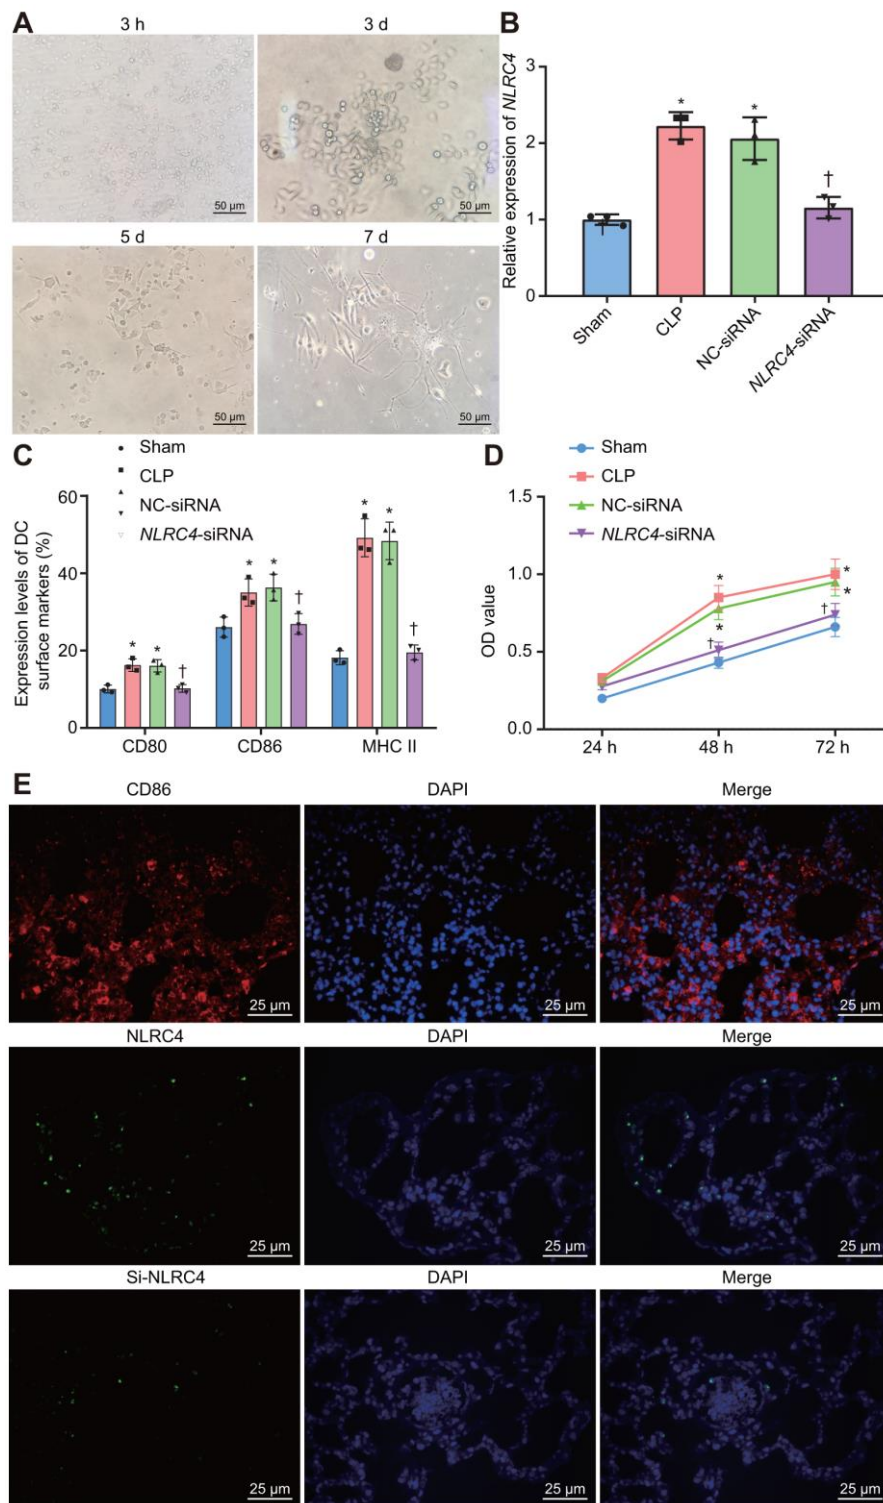 A
3 h
3 d
50 µm
50 µm
5 d
7 d
50 µm
50 µm
B
Relative expression of NLRC4
3
2
1
0
*
*
†
†
Sham
CLP
NC-siRNA
NLRC4-siRNA
C
Sham
CLP
NC-siRNA
NLRC4-siRNA
Expression levels of DC
surface markers (%)
60
40
20
0
*
*
†
*
*
†
*
*
†
CD80
CD86
MHC II
D
Sham
CLP
NC-siRNA
NLRC4-siRNA
OD value
1.5
1.0
0.5
0.0
*
*
†
*
*
†
24 h
48 h
72 h
E
CD86
DAPI
Merge
25 µm
25 µm
25 µm
NLRC4
DAPI
Merge
25 µm
25 µm
25 µm
Si-NLRC4
DAPI
Merge
25 µm
25 µm
25 µm